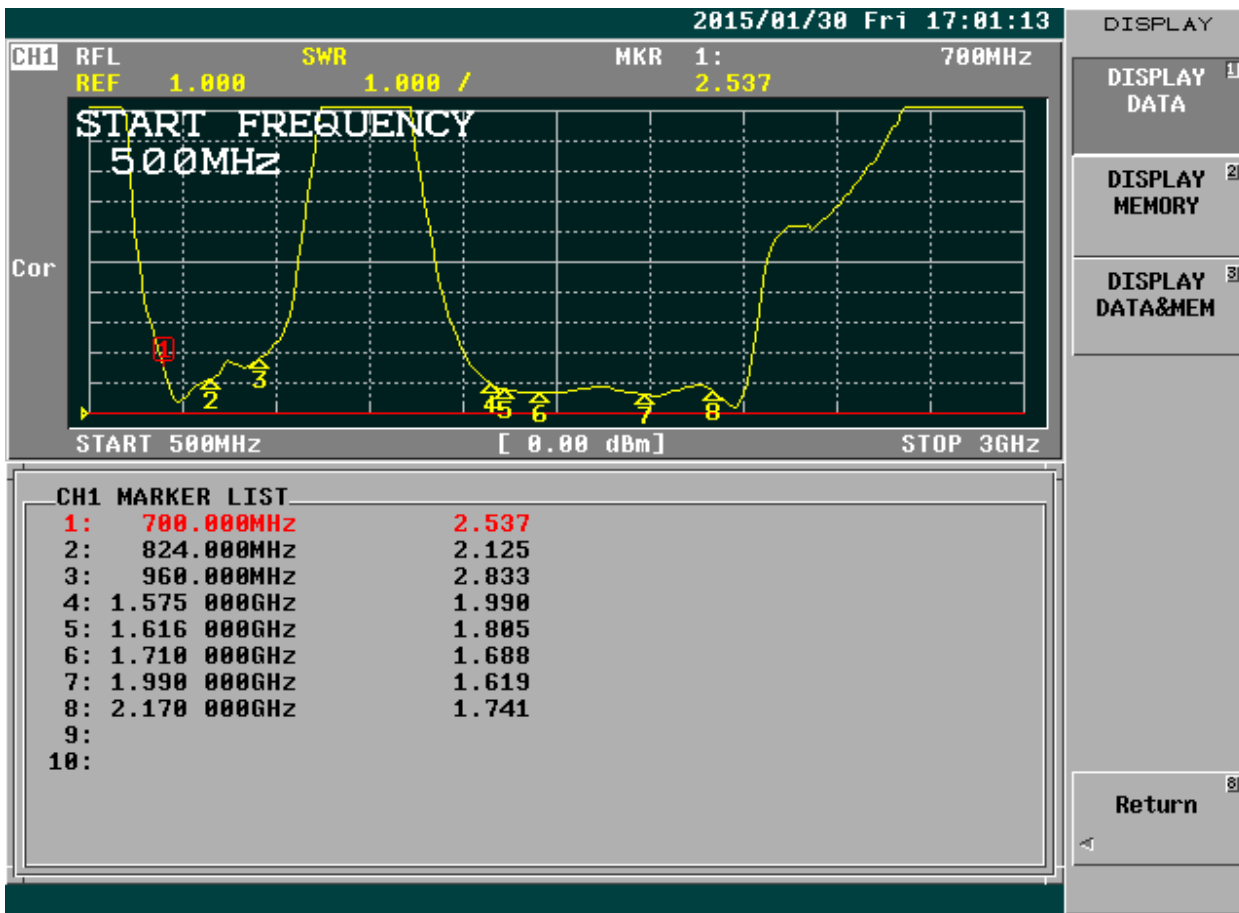 2015/01/30 Fri 17:01:13
CH1 RFL SWR MKR 1: 700MHz
REF 1.000 1.000 / 2.537
START FREQUENCY
500MHz
Cor
1
2
3
4
5
6
7
8
START 500MHz [ 0.00 dBm] STOP 3GHz
CH1 MARKER LIST
1: 700.000MHz 2.537
2: 824.000MHz 2.125
3: 960.000MHz 2.833
4: 1.575 000GHz 1.990
5: 1.616 000GHz 1.805
6: 1.710 000GHz 1.688
7: 1.990 000GHz 1.619
8: 2.170 000GHz 1.741
9:
10:
DISPLAY
DISPLAY 1
DATA
DISPLAY 2
MEMORY
DISPLAY 3
DATA&MEM
Return 8